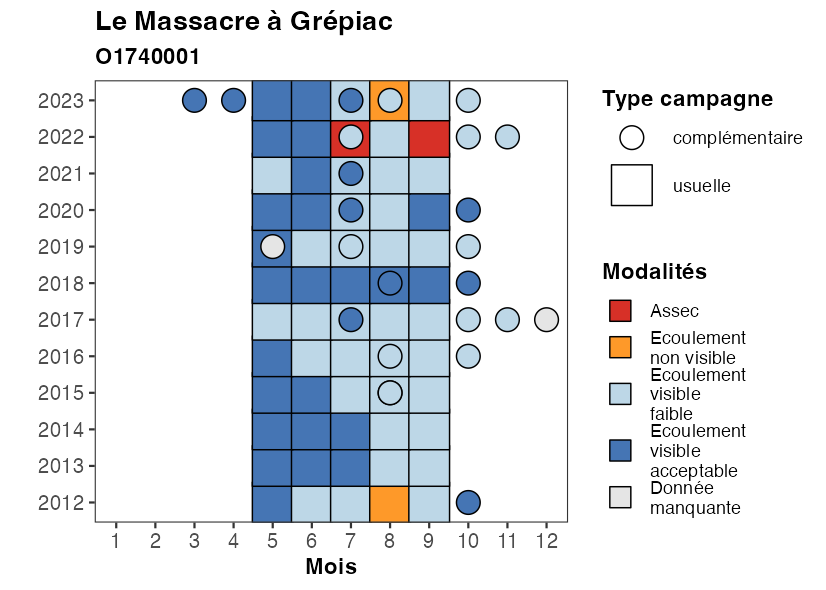 Le Massacre à Grépiac
O1740001
2023
2022
2021
2020
2019
2018
2017
2016
2015
2014
2013
2012
1 2 3 4 5 6 7 8 9 10 11 12
Mois
Type campagne
complémentaire
usuelle
Modalités
Assec
Ecoulement
non visible
Ecoulement
visible
faible
Ecoulement
visible
acceptable
Donnée
manquante